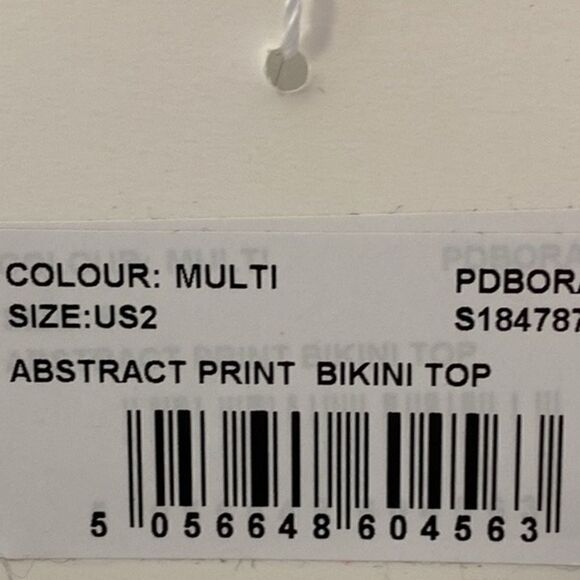 COLOUR: MULTI PDBORA
SIZE:US2 S184787
ABSTRACT PRINT BIKINI TOP
5 056648 604563